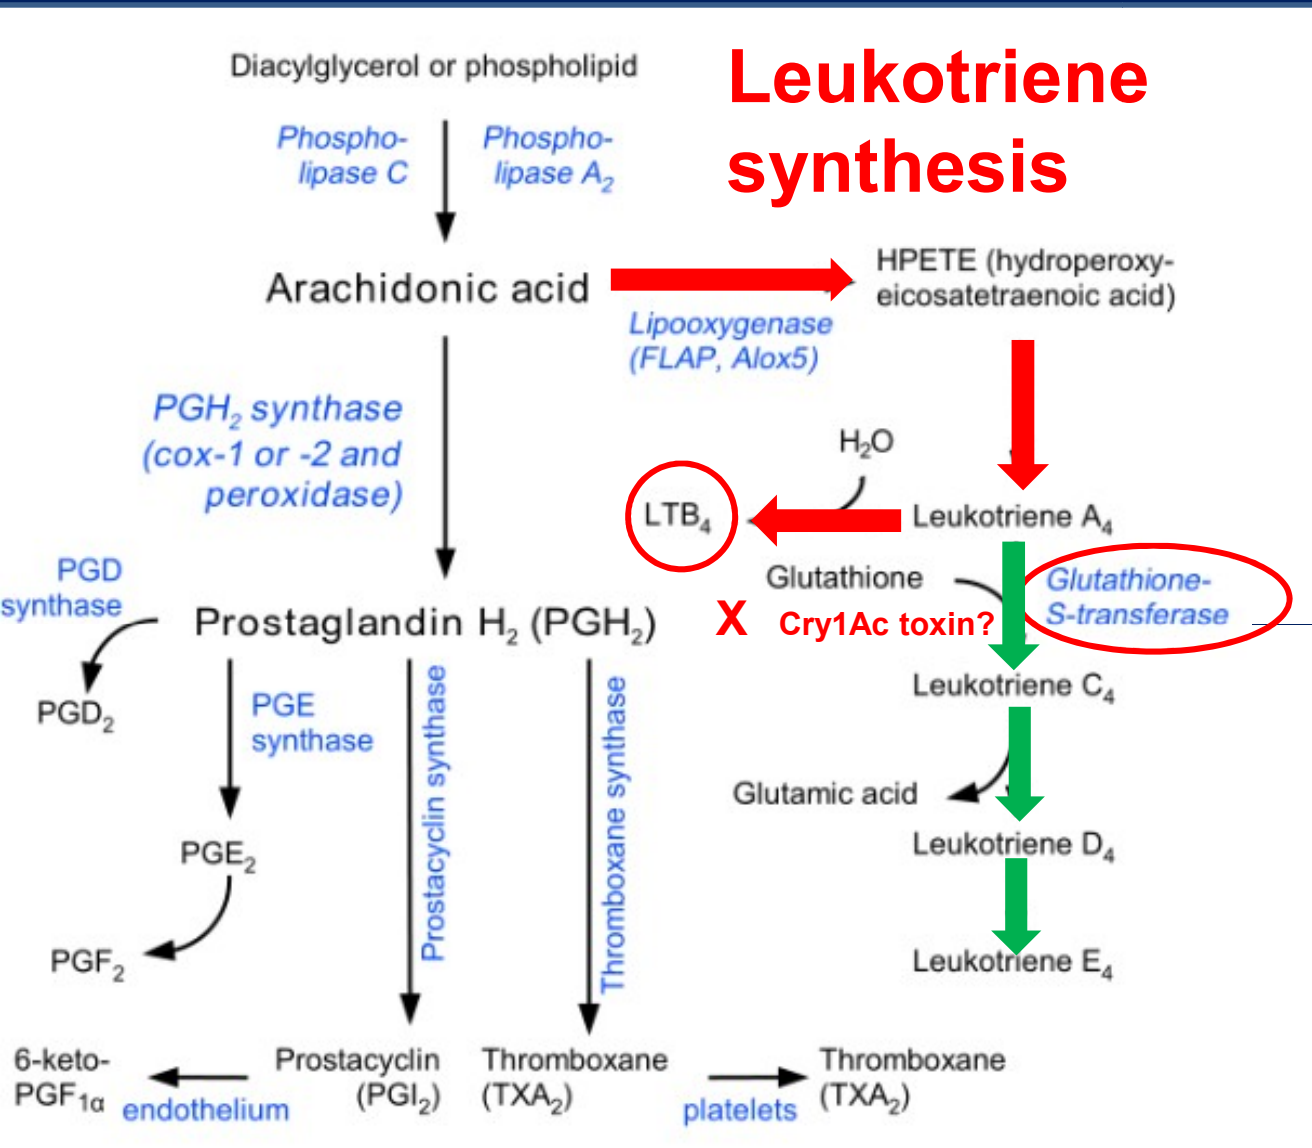 Leukotriene
synthesis
Diacylglycerol or phospholipid
Phospho-
lipase C
Phospho-
lipase A₂
Arachidonic acid
HPETE (hydroperoxy-
eicosatetraenoic acid)
Lipooxygenase
(FLAP, Alox5)
PGH₂ synthase
(cox-1 or -2 and
peroxidase)
H₂O
LTB₄
Leukotriene A₄
Glutathione
Glutathione-
S-transferase
X Cry1Ac toxin?
PGD
synthase
Prostaglandin H₂ (PGH₂)
Leukotriene C₄
PGD₂
PGE
synthase
Prostacyclin synthase
Thromboxane synthase
Glutamic acid
Leukotriene D₄
PGE₂
PGF₂
Leukotriene E₄
6-keto-
PGF₁α
endothelium
Prostacyclin
(PGI₂)
Thromboxane
(TXA₂)
platelets
Thromboxane
(TXA₂)